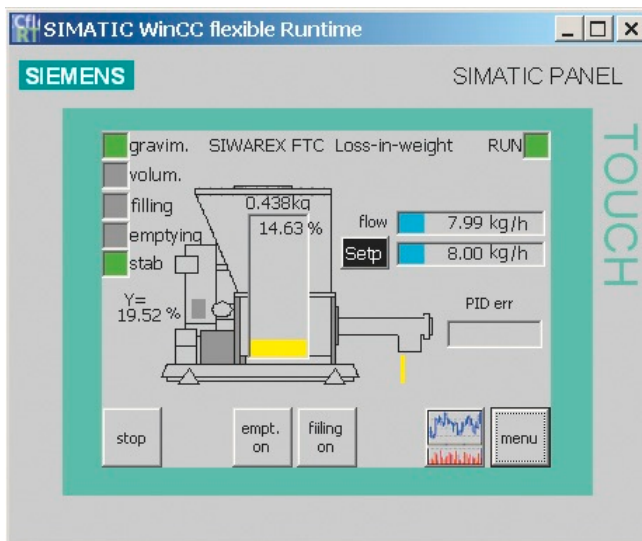 SIMATIC WinCC flexible Runtime
SIEMENS
SIMATIC PANEL
TOUCH
gravim.
SIWAREX FTC Loss-in-weight
RUN
volum.
filling
emptying
stab
0.438kg
14.63 %
flow
7.99 kg/h
Setp
8.00 kg/h
Y=
19.52 %
PID err
stop
empt.
on
fiiling
on
menu